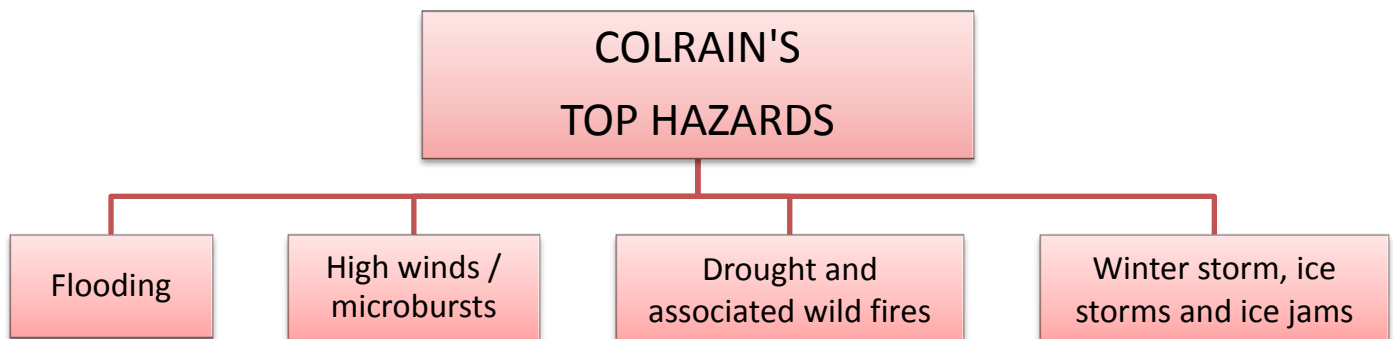 COLRAIN'S
TOP HAZARDS
Flooding
High winds /
microbursts
Drought and
associated wild fires
Winter storm, ice
storms and ice jams